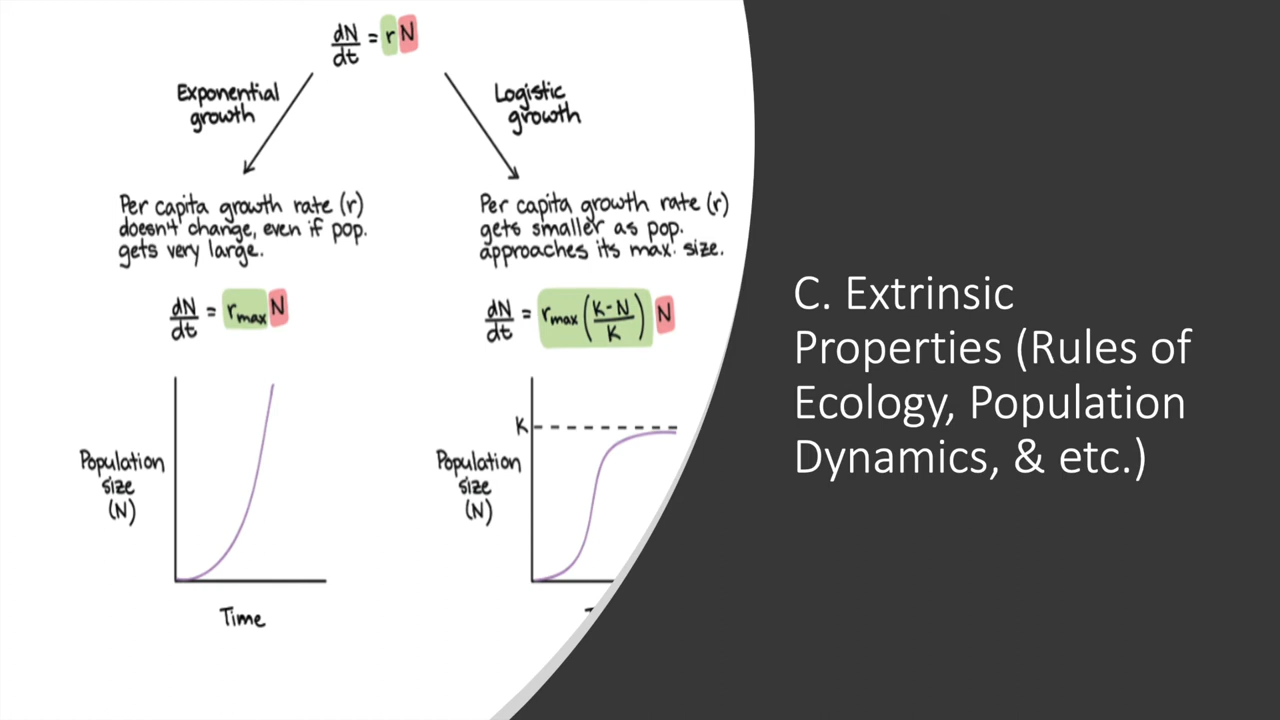 dN/dt = rN
Exponential
growth
Logistic
growth
Per capita growth rate (r)
doesn't change, even if pop.
gets very large.
dN/dt = rmax N
Population
size
(N)
Time
Per capita growth rate (r)
gets smaller as pop.
approaches its max. size.
dN/dt = rmax (K-N/K) N
K
Population
size
(N)
C. Extrinsic
Properties (Rules of
Ecology, Population
Dynamics, & etc.)